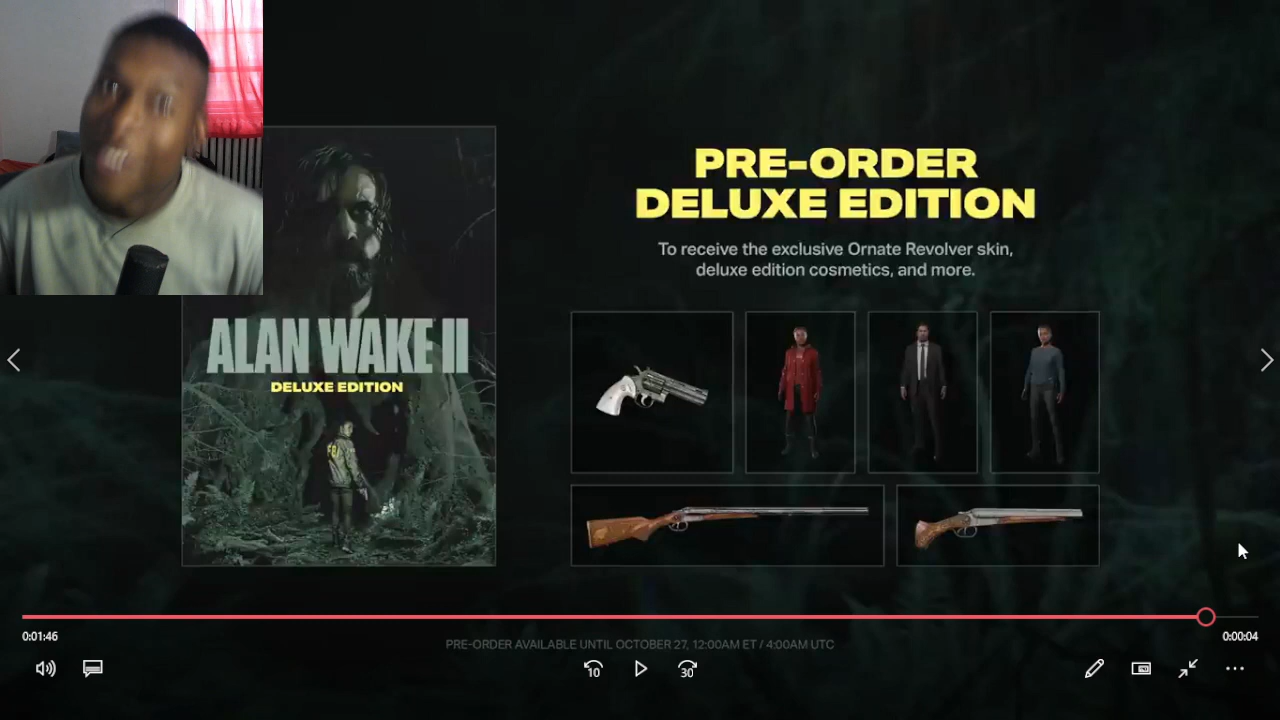 PRE-ORDER
DELUXE EDITION
To receive the exclusive Ornate Revolver skin,
deluxe edition cosmetics, and more.
ALAN WAKE II
DELUXE EDITION
0:01:46
0:00:04
PRE-ORDER AVAILABLE UNTIL OCTOBER 27, 12:00AM ET / 4:00AM UTC
10
30